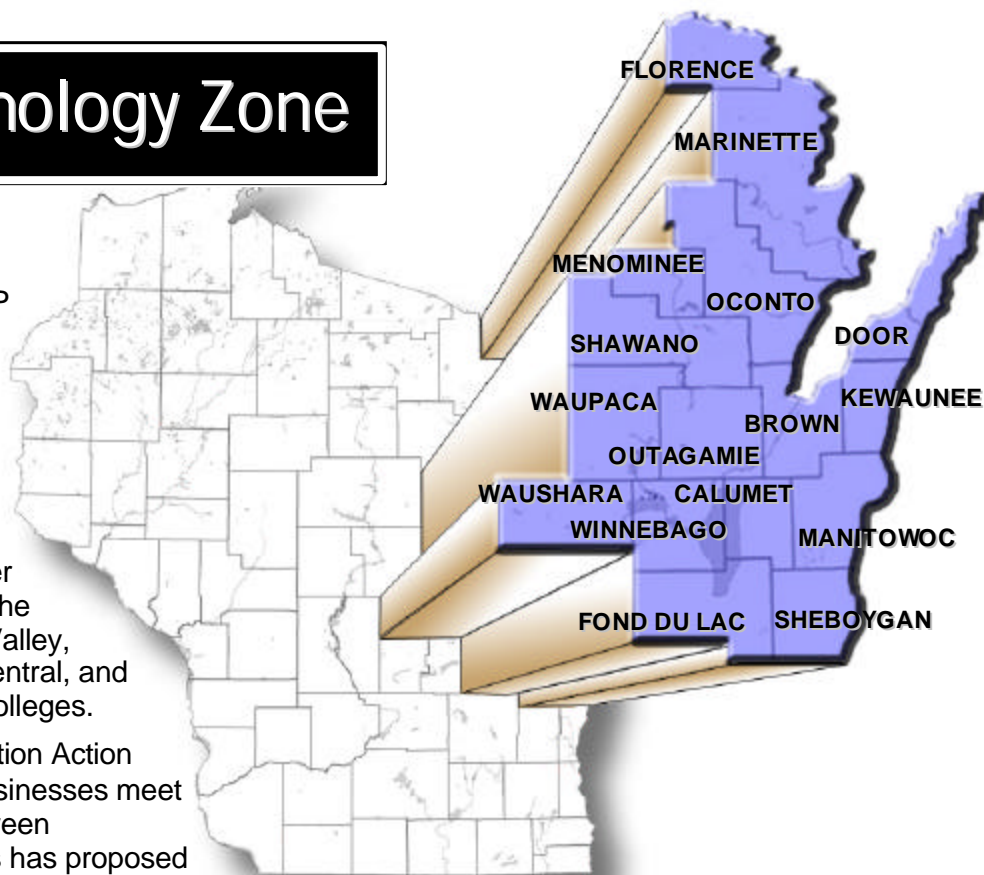 nology Zone
FLORENCE
MARINETTE
MENOMINEE
OCONTO
DOOR
SHAWANO
WAUPACA
KEWAUNEE
BROWN
OUTAGAMIE
WAUSHARA
CALUMET
WINNEBAGO
MANITOWOC
FOND DU LAC
SHEBOYGAN
P
er
he
Valley,
entral, and
olleges.
tion Action
sinesses meet
een
s has proposed